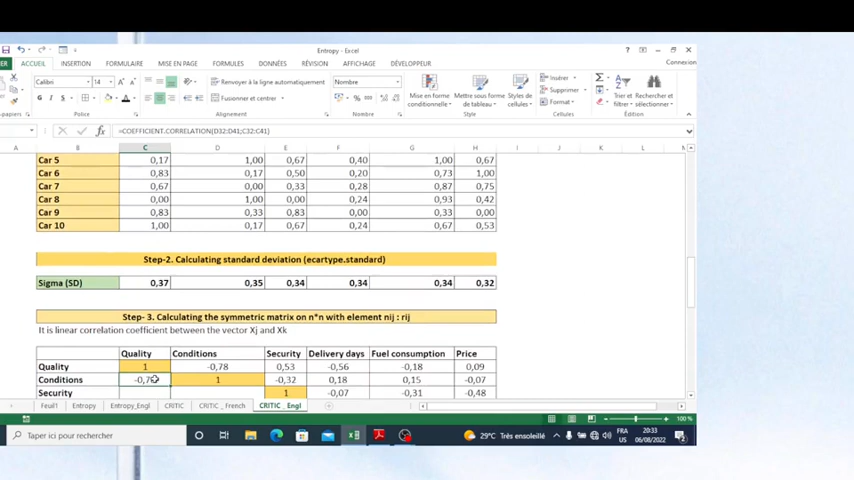 Entropy - Excel
ACCUEIL INSERTION FORMULAIRE MISE EN PAGE FORMULES DONNÉES RÉVISION AFFICHAGE DÉVELOPPEUR Connexion
Calibri 14 Renvoyer à la ligne automatiquement Nombre Insérer
Mise en forme Mettre sous forme Styles de Supprimer Trier et Rechercher et
G Fusionner et centrer % conditionnelle de tableau cellules Format filtrer sélectionner
=COEFFICIENT.CORRELATION(D32:D41;C32:C41)
A B C D E F G H I J K L
Car 5 0,17 1,00 0,67 0,40 1,00 0,67
Car 6 0,83 0,17 0,50 0,20 0,73 1,00
Car 7 0,67 0,00 0,33 0,28 0,87 0,75
Car 8 0,00 1,00 0,00 0,24 0,93 0,42
Car 9 0,83 0,33 0,83 0,00 0,33 0,00
Car 10 1,00 0,17 0,67 0,24 0,67 0,53
Step-2. Calculating standard deviation (ecartype.standard)
Sigma (SD) 0,37 0,35 0,34 0,34 0,34 0,32
Step- 3. Calculating the symmetric matrix on n*n with element nij : rij
It is linear correlation coefficient between the vector Xj and Xk
Quality Conditions Security Delivery days Fuel consumption Price
Quality 1 -0,78 0,53 -0,56 -0,18 0,09
Conditions 1 -0,32 0,18 0,15 -0,07
Security 1 -0,07 -0,31 -0,48
Feuil1 Entropy Entropy_Engl CRITIC CRITIC _ French CRITIC _ Engl
100 %
Taper ici pour rechercher 29°C Très ensoleillé FRA 20:33
US 06/08/2022